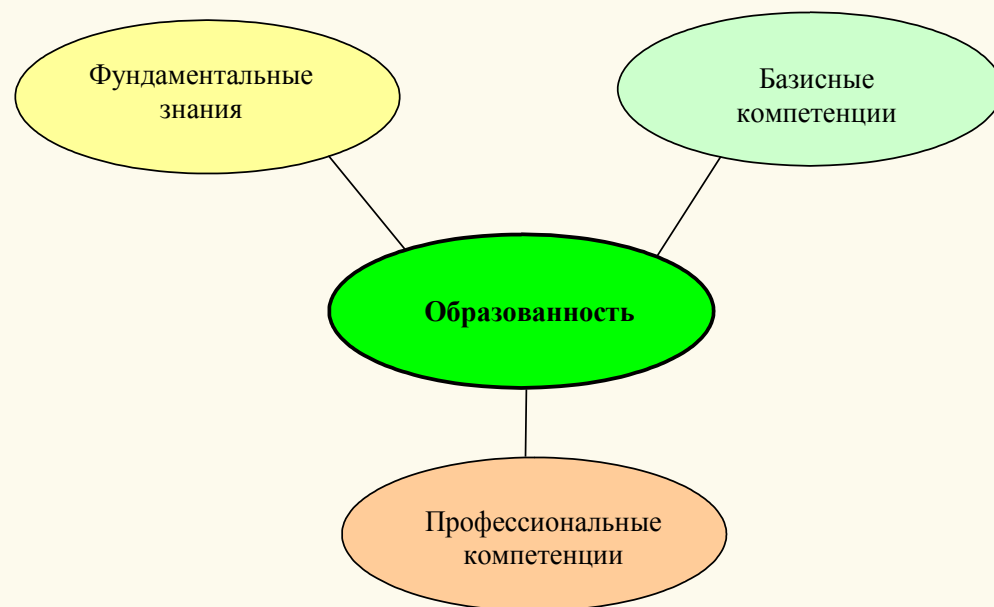 Фундаментальные
знания
Базисные
компетенции
Образованность
Профессиональные
компетенции